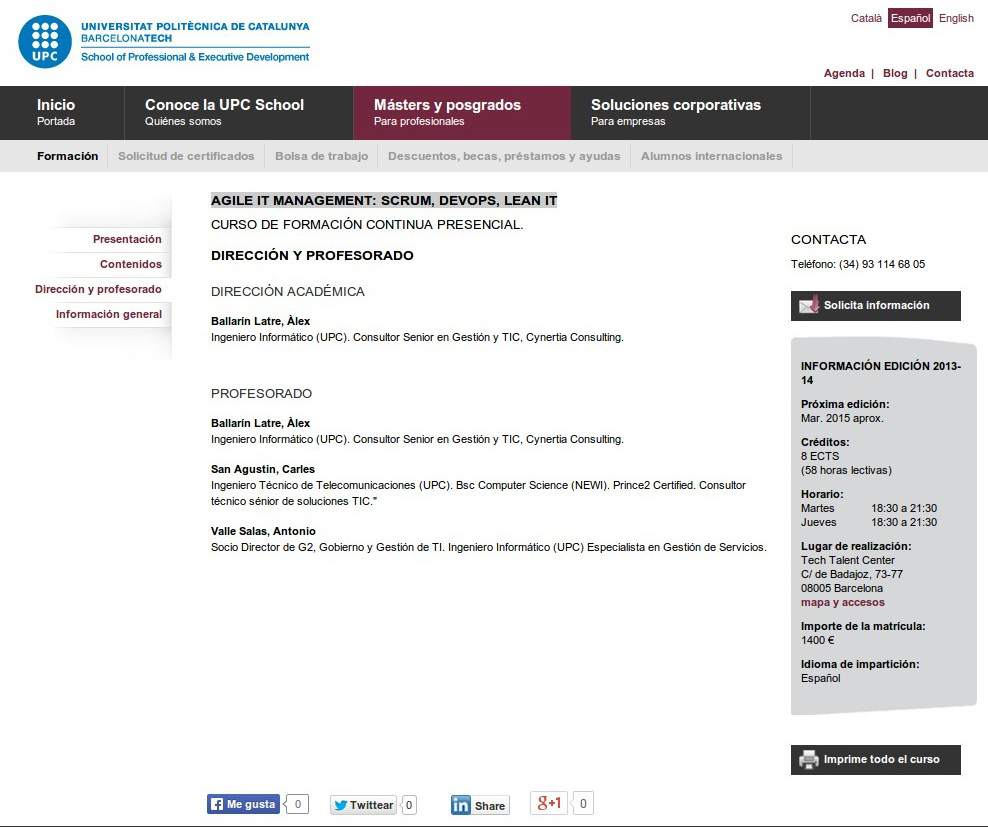 UPC
UNIVERSITAT POLITÈCNICA DE CATALUNYA
BARCELONATECH
School of Professional & Executive Development
Català Español English
Agenda | Blog | Contacta
Inicio
Portada
Conoce la UPC School
Quiénes somos
Másters y posgrados
Para profesionales
Soluciones corporativas
Para empresas
Formación Solicitud de certificados Bolsa de trabajo Descuentos, becas, préstamos y ayudas Alumnos internacionales
Presentación
Contenidos
Dirección y profesorado
Información general
AGILE IT MANAGEMENT: SCRUM, DEVOPS, LEAN IT
CURSO DE FORMACIÓN CONTINUA PRESENCIAL.
DIRECCIÓN Y PROFESORADO
DIRECCIÓN ACADÉMICA
Ballarín Latre, Àlex
Ingeniero Informático (UPC). Consultor Senior en Gestión y TIC, Cynertia Consulting.
PROFESORADO
Ballarín Latre, Àlex
Ingeniero Informático (UPC). Consultor Senior en Gestión y TIC, Cynertia Consulting.
San Agustin, Carles
Ingeniero Técnico de Telecomunicaciones (UPC). Bsc Computer Science (NEWI). Prince2 Certified. Consultor
técnico sénior de soluciones TIC."
Valle Salas, Antonio
Socio Director de G2, Gobierno y Gestión de TI. Ingeniero Informático (UPC) Especialista en Gestión de Servicios.
CONTACTA
Teléfono: (34) 93 114 68 05
Solicita información
INFORMACIÓN EDICIÓN 2013-
14
Próxima edición:
Mar. 2015 aprox.
Créditos:
8 ECTS
(58 horas lectivas)
Horario:
Martes 18:30 a 21:30
Jueves 18:30 a 21:30
Lugar de realización:
Tech Talent Center
C/ de Badajoz, 73-77
08005 Barcelona
mapa y accesos
Importe de la matrícula:
1400 €
Idioma de impartición:
Español
Imprime todo el curso
Me gusta 0 Twittear 0 in Share g+1 0